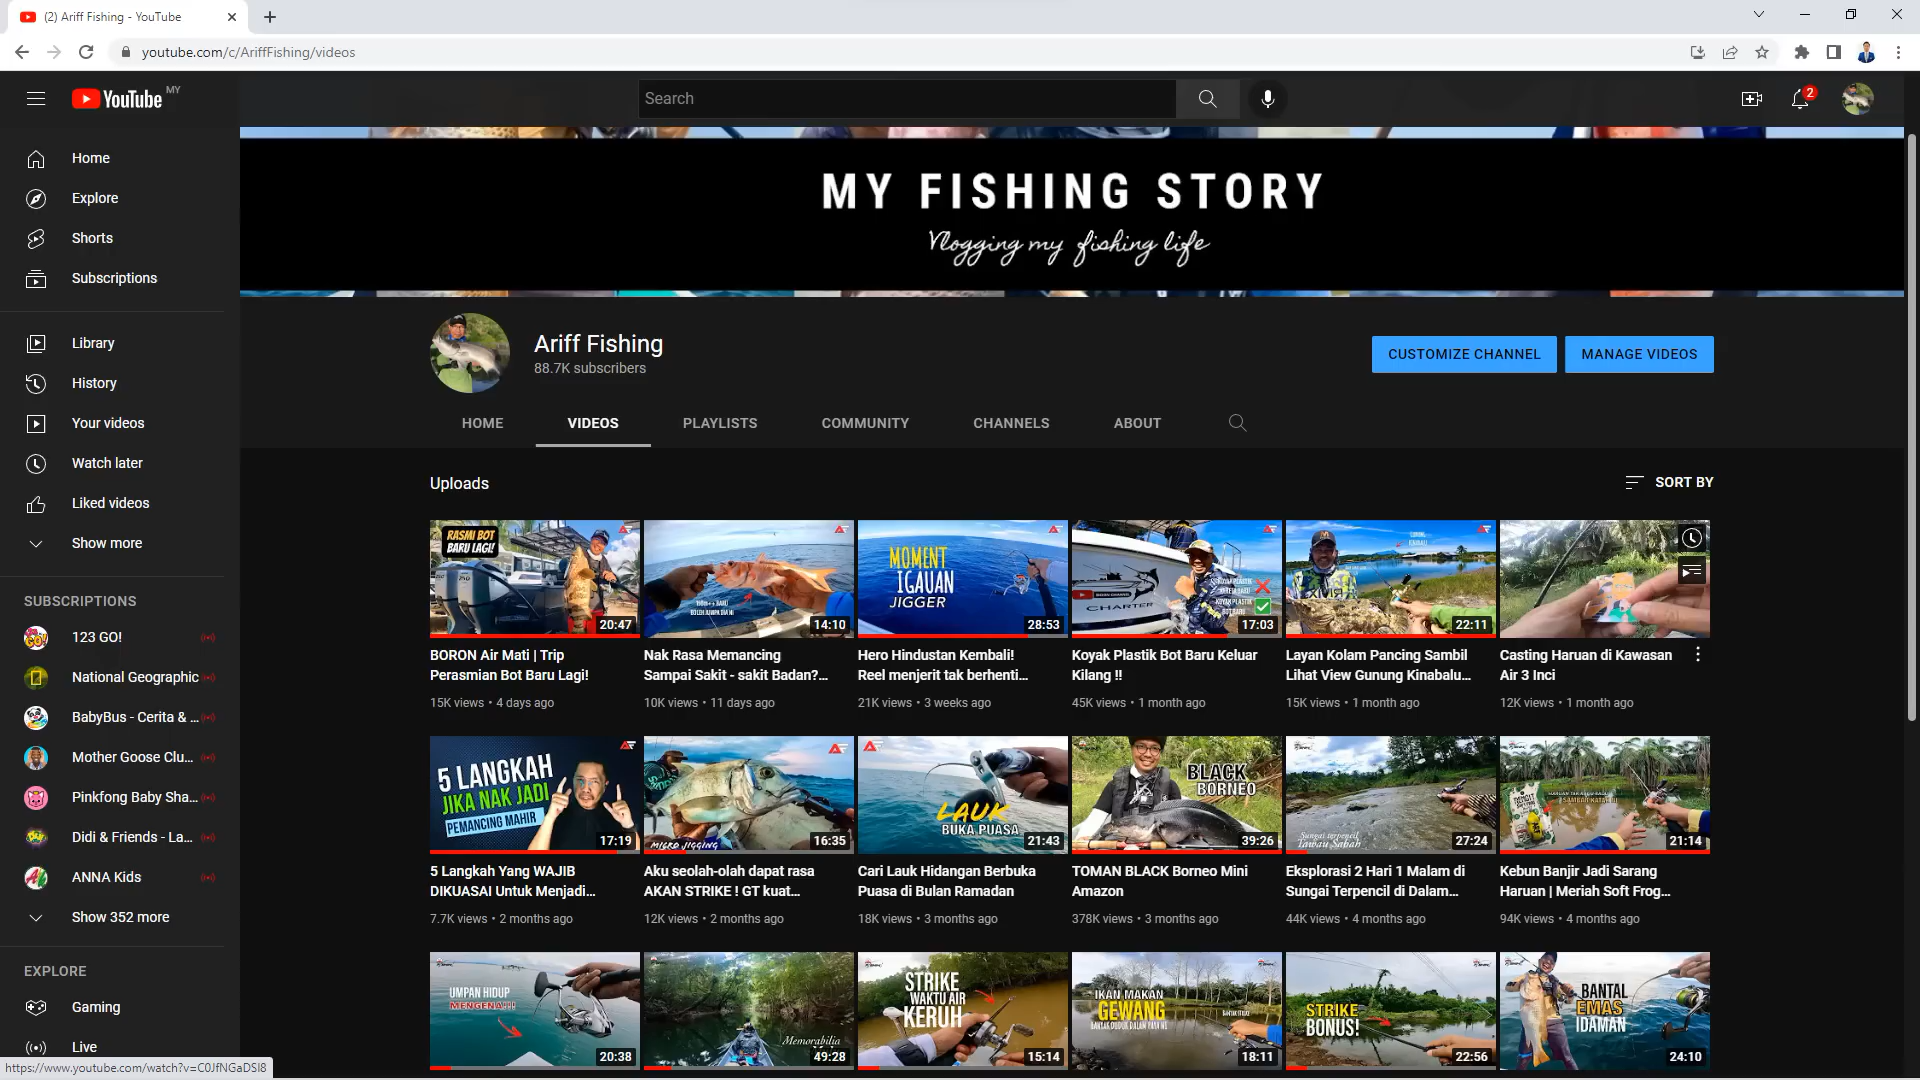 (2) Ariff Fishing - YouTube
youtube.com/c/AriffFishing/videos
YouTube MY
Search
2
Home
Explore
Shorts
Subscriptions
Library
History
Your videos
Watch later
Liked videos
Show more
SUBSCRIPTIONS
123 GO!
National Geographic
BabyBus - Cerita & ...
Mother Goose Clu...
Pinkfong Baby Sha...
Didi & Friends - La...
ANNA Kids
Show 352 more
EXPLORE
Gaming
Live
https://www.youtube.com/watch?v=C0JfNGaDSI8
MY FISHING STORY
Vlogging my fishing life
Ariff Fishing
88.7K subscribers
CUSTOMIZE CHANNEL
MANAGE VIDEOS
HOME
VIDEOS
PLAYLISTS
COMMUNITY
CHANNELS
ABOUT
Uploads
SORT BY
RASMI BOT
BARU LAGI!
20:47
BORON Air Mati | Trip
Perasmian Bot Baru Lagi!
15K views • 4 days ago
14:10
Nak Rasa Memancing
Sampai Sakit - sakit Badan?...
10K views • 11 days ago
MOMENT
IGAUAN
JIGGER
28:53
Hero Hindustan Kembali!
Reel menjerit tak berhenti...
21K views • 3 weeks ago
CHARTER
17:03
Koyak Plastik Bot Baru Keluar
Kilang !!
45K views • 1 month ago
22:11
Layan Kolam Pancing Sambil
Lihat View Gunung Kinabalu...
15K views • 1 month ago
Casting Haruan di Kawasan
Air 3 Inci
12K views • 1 month ago
5 LANGKAH
JIKA NAK JADI
PEMANCING MAHIR
17:19
5 Langkah Yang WAJIB
DIKUASAI Untuk Menjadi...
7.7K views • 2 months ago
MICRO JIGGING
16:35
Aku seolah-olah dapat rasa
AKAN STRIKE ! GT kuat...
12K views • 2 months ago
LAUK
BUKA PUASA
21:43
Cari Lauk Hidangan Berbuka
Puasa di Bulan Ramadan
18K views • 3 months ago
BLACK
BORNEO
39:26
TOMAN BLACK Borneo Mini
Amazon
378K views • 3 months ago
Sungai terpencil
Tawau Sabah
27:24
Eksplorasi 2 Hari 1 Malam di
Sungai Terpencil di Dalam...
44K views • 4 months ago
21:14
Kebun Banjir Jadi Sarang
Haruan | Meriah Soft Frog...
94K views • 4 months ago
UMPAN HIDUP
MENGENA!!!
20:38
Memorabilia
49:28
STRIKE
WAKTU AIR
KERUH
15:14
IKAN MAKAN
GEWANG
18:11
STRIKE
BONUS!
22:56
BANTAL
EMAS
IDAMAN
24:10